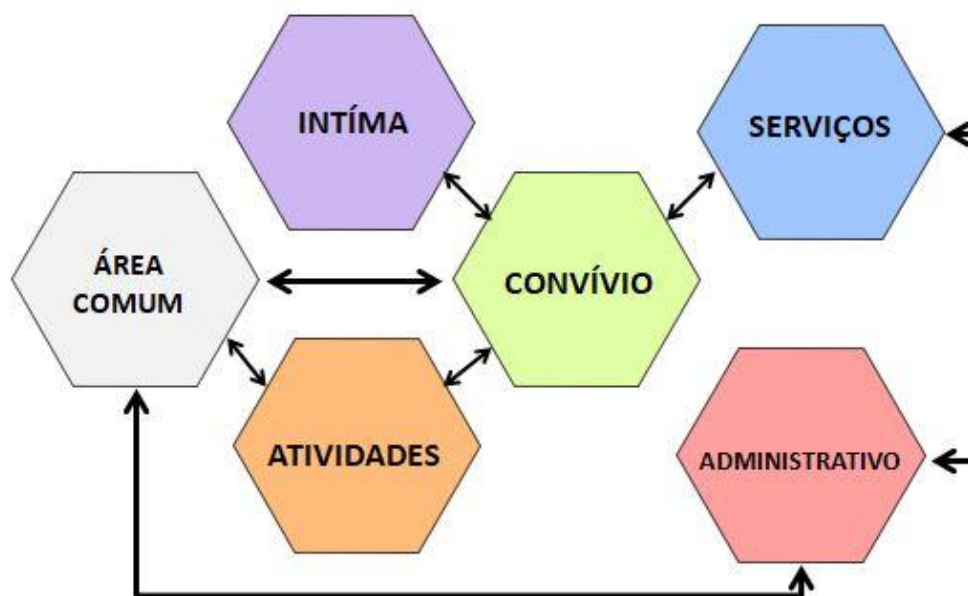 INTÍMA
SERVIÇOS
ÁREA
COMUM
CONVÍVIO
ATIVIDADES
ADMINISTRATIVO